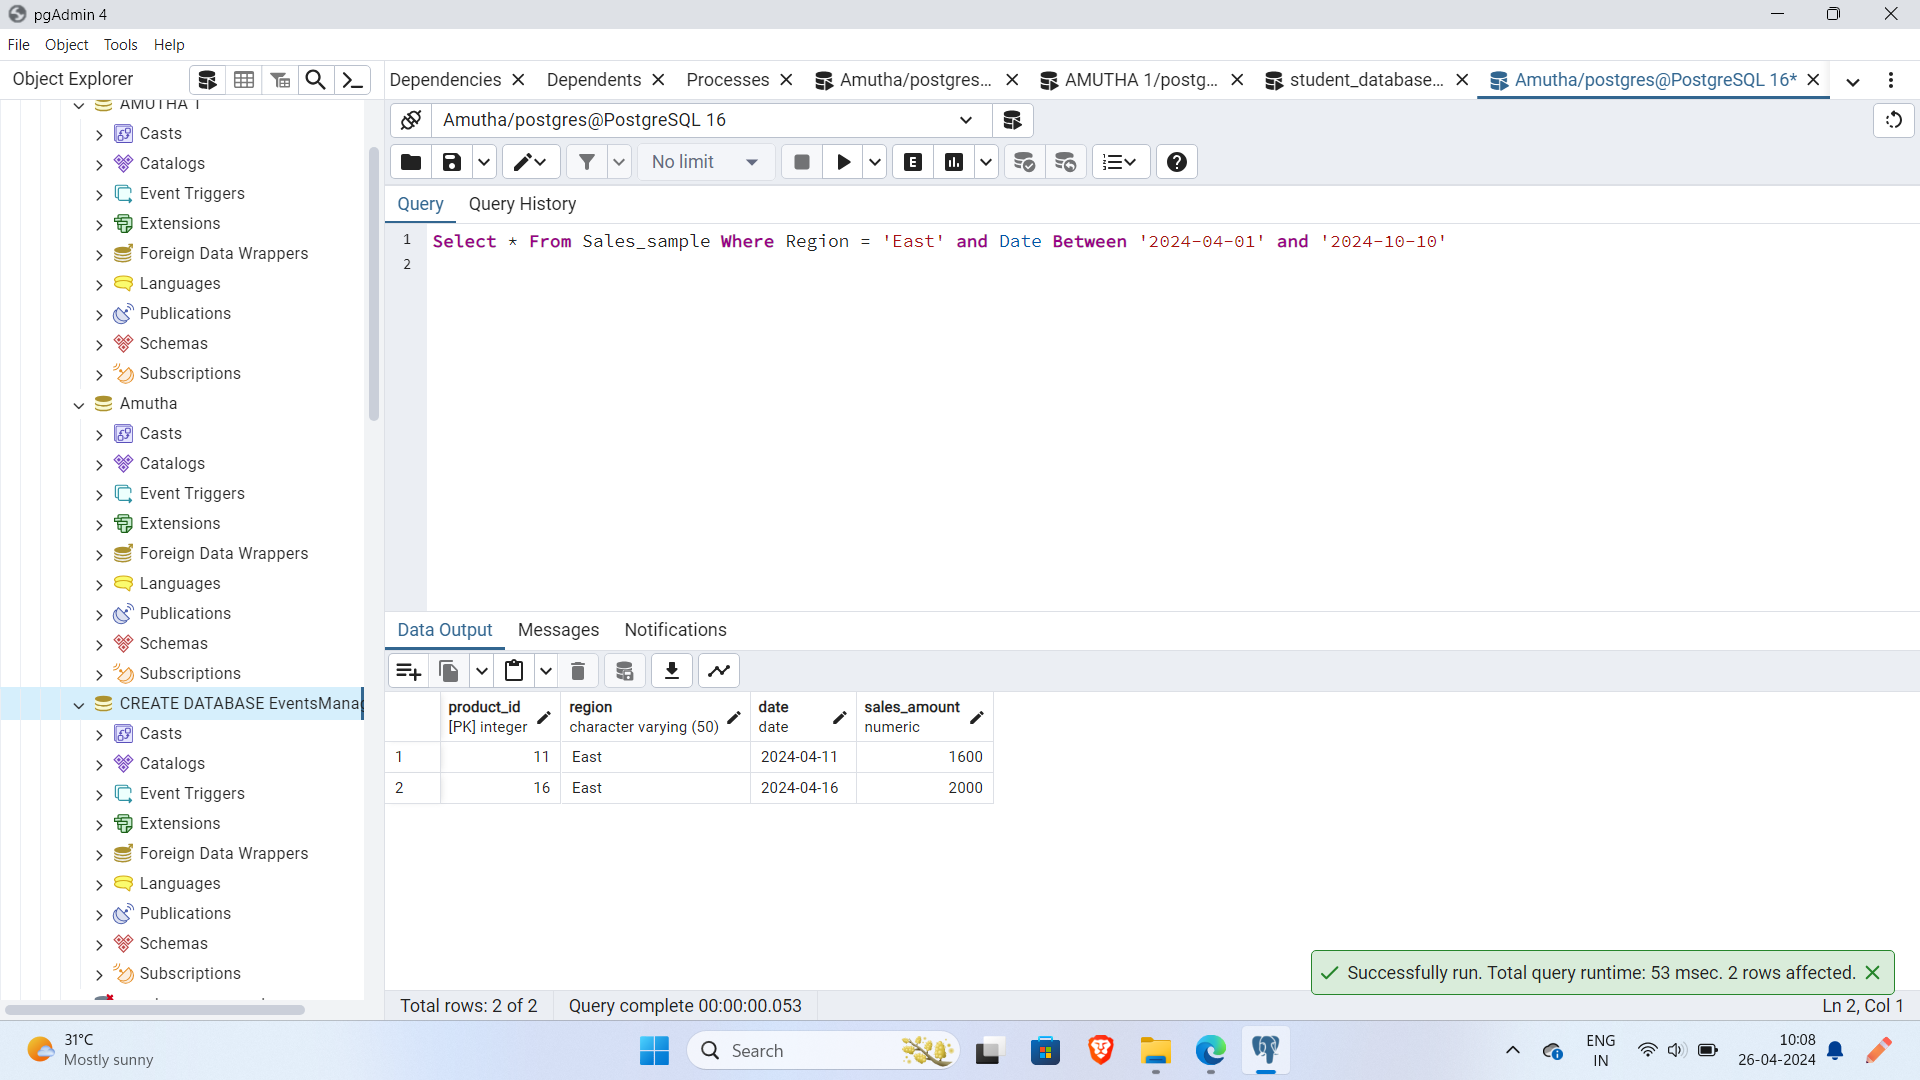 pgAdmin 4
File Object Tools Help
Object Explorer
Dependencies Dependents Processes Amutha/postgres... AMUTHA 1/postg... student_database... Amutha/postgres@PostgreSQL 16*
AMUTHA 1
Casts
Catalogs
Event Triggers
Extensions
Foreign Data Wrappers
Languages
Publications
Schemas
Subscriptions
Amutha
Casts
Catalogs
Event Triggers
Extensions
Foreign Data Wrappers
Languages
Publications
Schemas
Subscriptions
CREATE DATABASE EventsManag
Casts
Catalogs
Event Triggers
Extensions
Foreign Data Wrappers
Languages
Publications
Schemas
Subscriptions
Amutha/postgres@PostgreSQL 16
No limit
E
Query Query History
1 Select * From Sales_sample Where Region = 'East' and Date Between '2024-04-01' and '2024-10-10'
2
Data Output Messages Notifications
product_id region date sales_amount
[PK] integer character varying (50) date numeric
1 11 East 2024-04-11 1600
2 16 East 2024-04-16 2000
Successfully run. Total query runtime: 53 msec. 2 rows affected.
Total rows: 2 of 2 Query complete 00:00:00.053 Ln 2, Col 1
31°C
Mostly sunny
Search
ENG
IN
10:08
26-04-2024